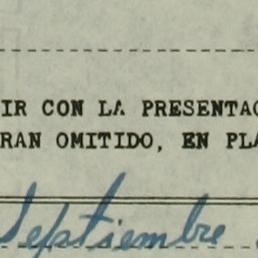 IR CON LA PRESENTAC
RAN OMITIDO, EN PLA
Septiembre